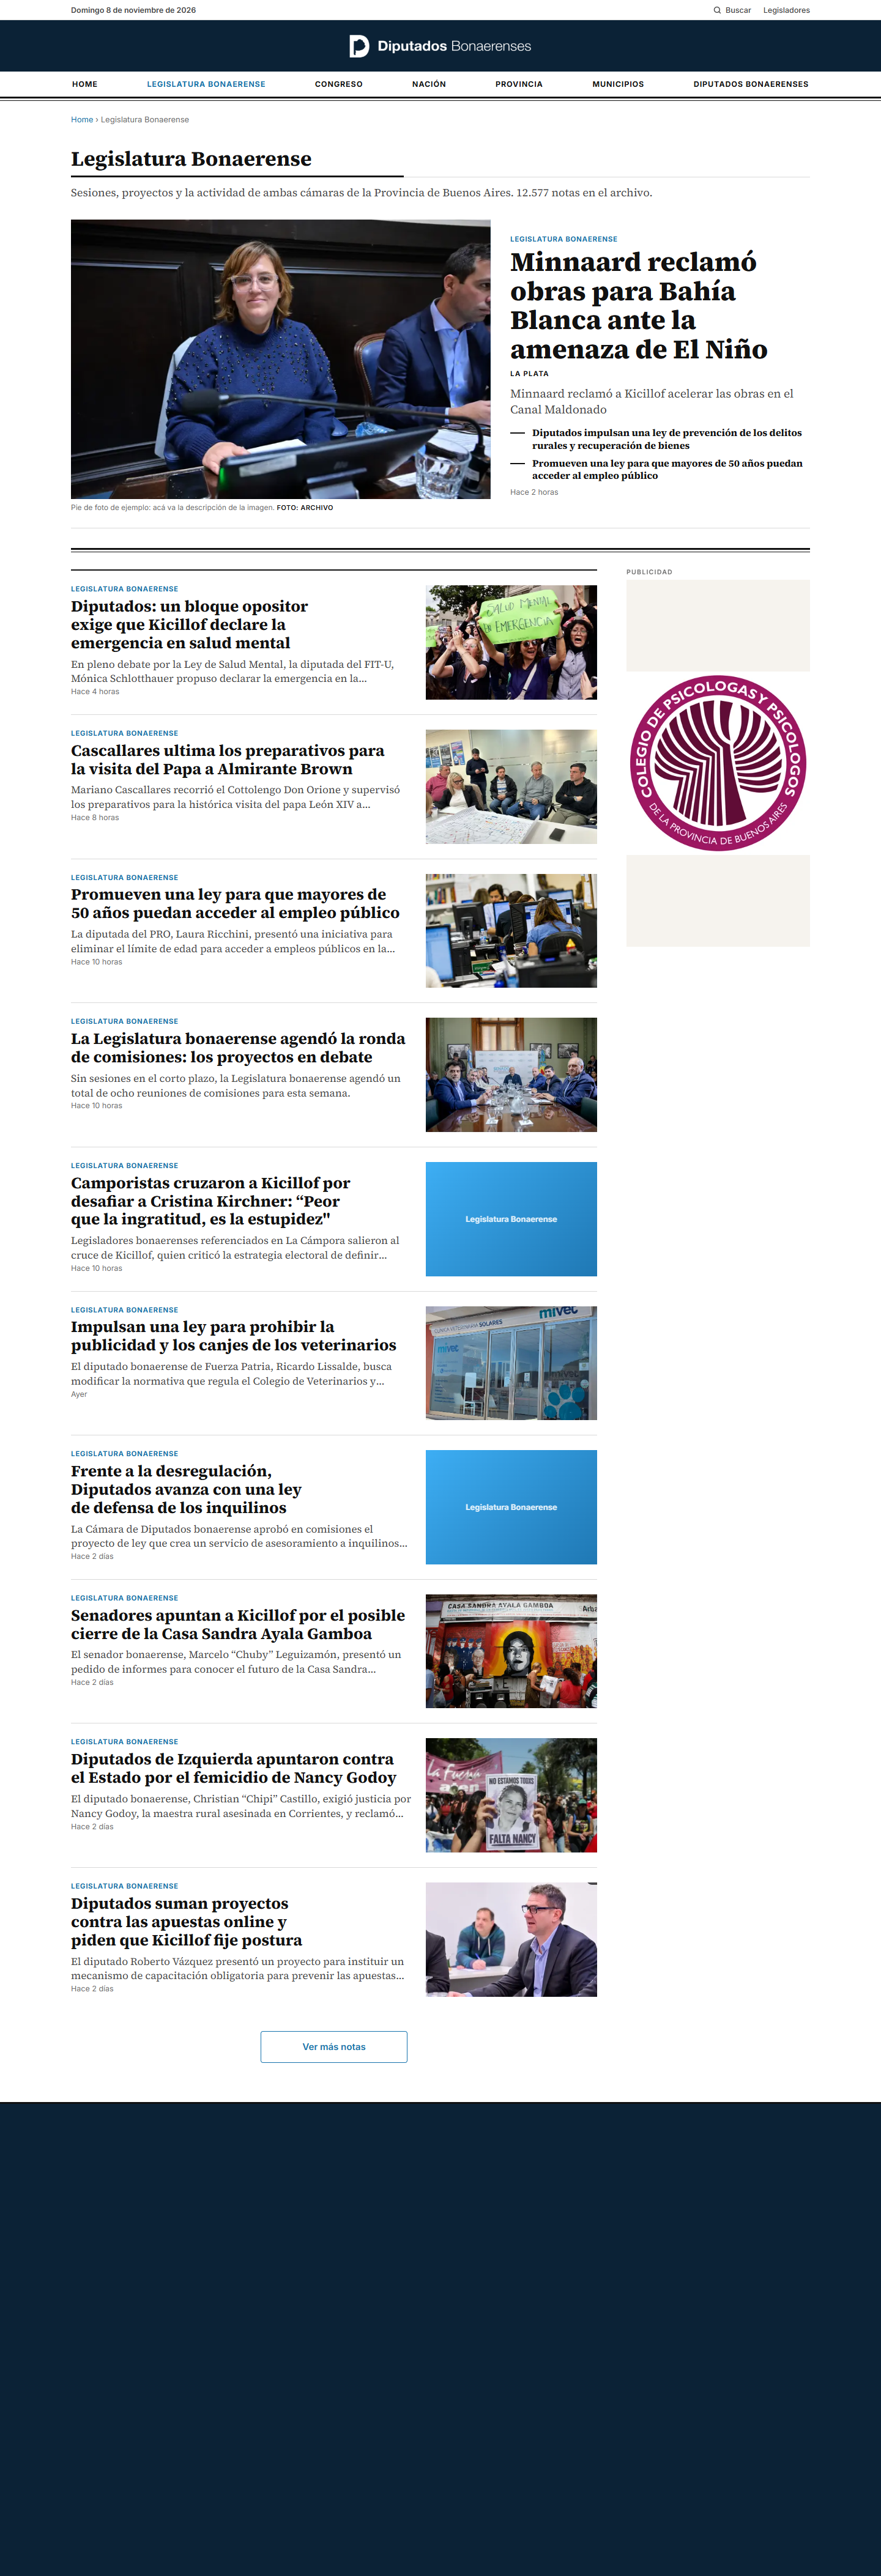 Domingo 8 de noviembre de 2026
Buscar
Legisladores
Diputados Bonaerenses
HOME
LEGISLATURA BONAERENSE
CONGRESO
NACIÓN
PROVINCIA
MUNICIPIOS
DIPUTADOS BONAERENSES
Home › Legislatura Bonaerense
Legislatura Bonaerense
Sesiones, proyectos y la actividad de ambas cámaras de la Provincia de Buenos Aires. 12.577 notas en el archivo.
Pie de foto de ejemplo: acá va la descripción de la imagen. FOTO: ARCHIVO
LEGISLATURA BONAERENSE
Minnaard reclamó
obras para Bahía
Blanca ante la
amenaza de El Niño
LA PLATA
Minnaard reclamó a Kicillof acelerar las obras en el
Canal Maldonado
Diputados impulsan una ley de prevención de los delitos
rurales y recuperación de bienes
Promueven una ley para que mayores de 50 años puedan
acceder al empleo público
Hace 2 horas
LEGISLATURA BONAERENSE
Diputados: un bloque opositor
exige que Kicillof declare la
emergencia en salud mental
En pleno debate por la Ley de Salud Mental, la diputada del FIT-U,
Mónica Schlotthauer propuso declarar la emergencia en la…
Hace 4 horas
SALUD MENTAL
EN EMERGENCIA
PUBLICIDAD
COLEGIO DE PSICOLOGAS Y PSICOLOGOS
DE LA PROVINCIA DE BUENOS AIRES
LEGISLATURA BONAERENSE
Cascallares ultima los preparativos para
la visita del Papa a Almirante Brown
Mariano Cascallares recorrió el Cottolengo Don Orione y supervisó
los preparativos para la histórica visita del papa León XIV a…
Hace 8 horas
LEGISLATURA BONAERENSE
Promueven una ley para que mayores de
50 años puedan acceder al empleo público
La diputada del PRO, Laura Ricchini, presentó una iniciativa para
eliminar el límite de edad para acceder a empleos públicos en la…
Hace 10 horas
LEGISLATURA BONAERENSE
La Legislatura bonaerense agendó la ronda
de comisiones: los proyectos en debate
Sin sesiones en el corto plazo, la Legislatura bonaerense agendó un
total de ocho reuniones de comisiones para esta semana.
Hace 10 horas
LEGISLATURA BONAERENSE
Camporistas cruzaron a Kicillof por
desafiar a Cristina Kirchner: “Peor
que la ingratitud, es la estupidez"
Legisladores bonaerenses referenciados en La Cámpora salieron al
cruce de Kicillof, quien criticó la estrategia electoral de definir…
Hace 10 horas
Legislatura Bonaerense
LEGISLATURA BONAERENSE
Impulsan una ley para prohibir la
publicidad y los canjes de los veterinarios
El diputado bonaerense de Fuerza Patria, Ricardo Lissalde, busca
modificar la normativa que regula el Colegio de Veterinarios y…
Ayer
mivet
SOLARES
mivet
mivet
LEGISLATURA BONAERENSE
Frente a la desregulación,
Diputados avanza con una ley
de defensa de los inquilinos
La Cámara de Diputados bonaerense aprobó en comisiones el
proyecto de ley que crea un servicio de asesoramiento a inquilinos…
Hace 2 días
Legislatura Bonaerense
LEGISLATURA BONAERENSE
Senadores apuntan a Kicillof por el posible
cierre de la Casa Sandra Ayala Gamboa
El senador bonaerense, Marcelo “Chuby” Leguizamón, presentó un
pedido de informes para conocer el futuro de la Casa Sandra…
Hace 2 días
CASA SANDRA AYALA GAMBOA
LEGISLATURA BONAERENSE
Diputados de Izquierda apuntaron contra
el Estado por el femicidio de Nancy Godoy
El diputado bonaerense, Christian “Chipi” Castillo, exigió justicia por
Nancy Godoy, la maestra rural asesinada en Corrientes, y reclamó…
Hace 2 días
la Fuerza
NO ESTAMOS TODAS
FALTA NANCY
LEGISLATURA BONAERENSE
Diputados suman proyectos
contra las apuestas online y
piden que Kicillof fije postura
El diputado Roberto Vázquez presentó un proyecto para instituir un
mecanismo de capacitación obligatoria para prevenir las apuestas…
Hace 2 días
Ver más notas